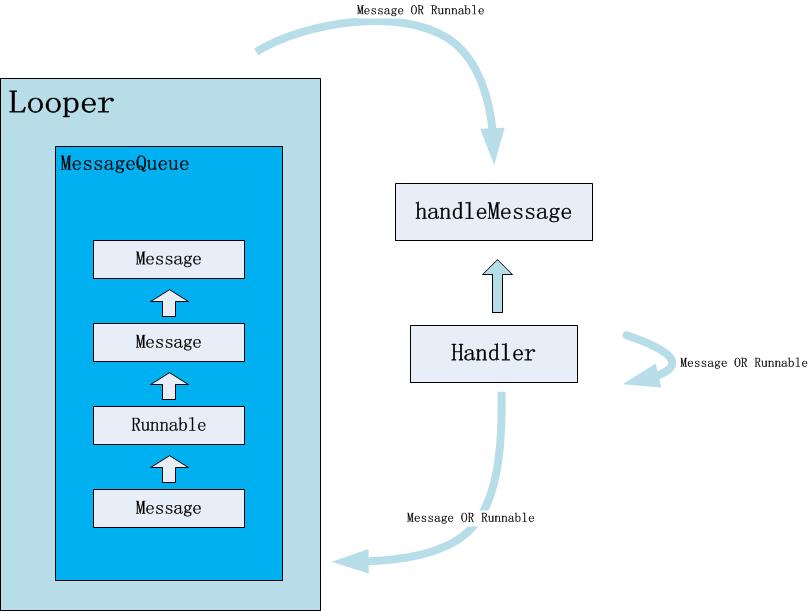 Message OR Runnable
Looper
MessageQueue
Message
Message
Runnable
Message
handleMessage
Handler
Message OR Runnable
Message OR Runnable